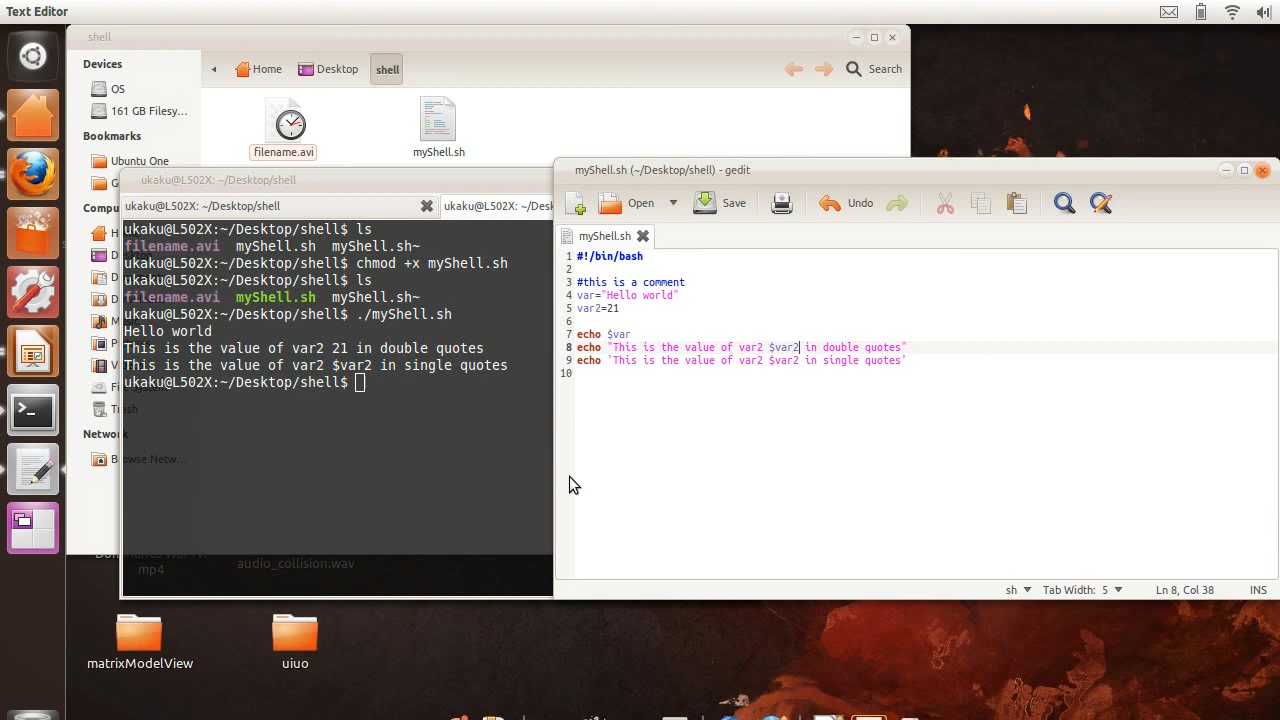 Text Editor
shell
Devices
OS
161 GB Filesy...
Bookmarks
Ubuntu One
Home
Desktop
shell
Search
filename.avi
myShell.sh
ukaku@L502X: ~/Desktop/shell
ukaku@L502X: ~/Desktop/shell
ukaku@L502X: ~/Des
ukaku@L502X:~/Desktop/shell$ ls
filename.avi myShell.sh myShell.sh~
ukaku@L502X:~/Desktop/shell$ chmod +x myShell.sh
ukaku@L502X:~/Desktop/shell$ ls
filename.avi myShell.sh myShell.sh~
ukaku@L502X:~/Desktop/shell$ ./myShell.sh
Hello world
This is the value of var2 21 in double quotes
This is the value of var2 $var2 in single quotes
ukaku@L502X:~/Desktop/shell$
Network
Browse Netw...
myShell.sh (~/Desktop/shell) - gedit
Open
Save
Undo
myShell.sh
1 #!/bin/bash
2
3 #this is a comment
4 var="Hello world"
5 var2=21
6
7 echo $var
8 echo "This is the value of var2 $var2 in double quotes"
9 echo 'This is the value of var2 $var2 in single quotes'
10
sh
Tab Width: 5
Ln 8, Col 38
INS
mp4
audio_collision.wav
matrixModelView
uiuo